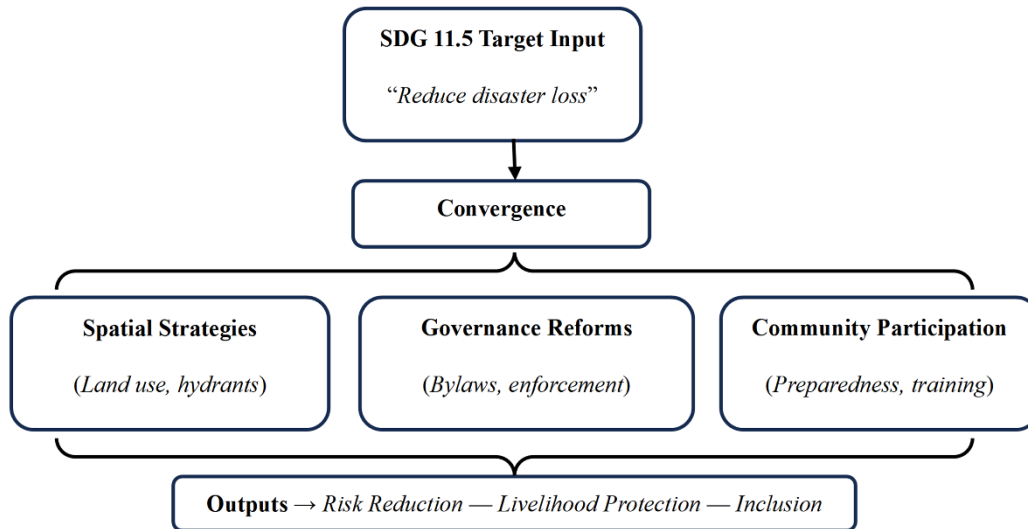 SDG 11.5 Target Input
“Reduce disaster loss”
Convergence
Spatial Strategies
(Land use, hydrants)
Governance Reforms
(Bylaws, enforcement)
Community Participation
(Preparedness, training)
Outputs → Risk Reduction — Livelihood Protection — Inclusion